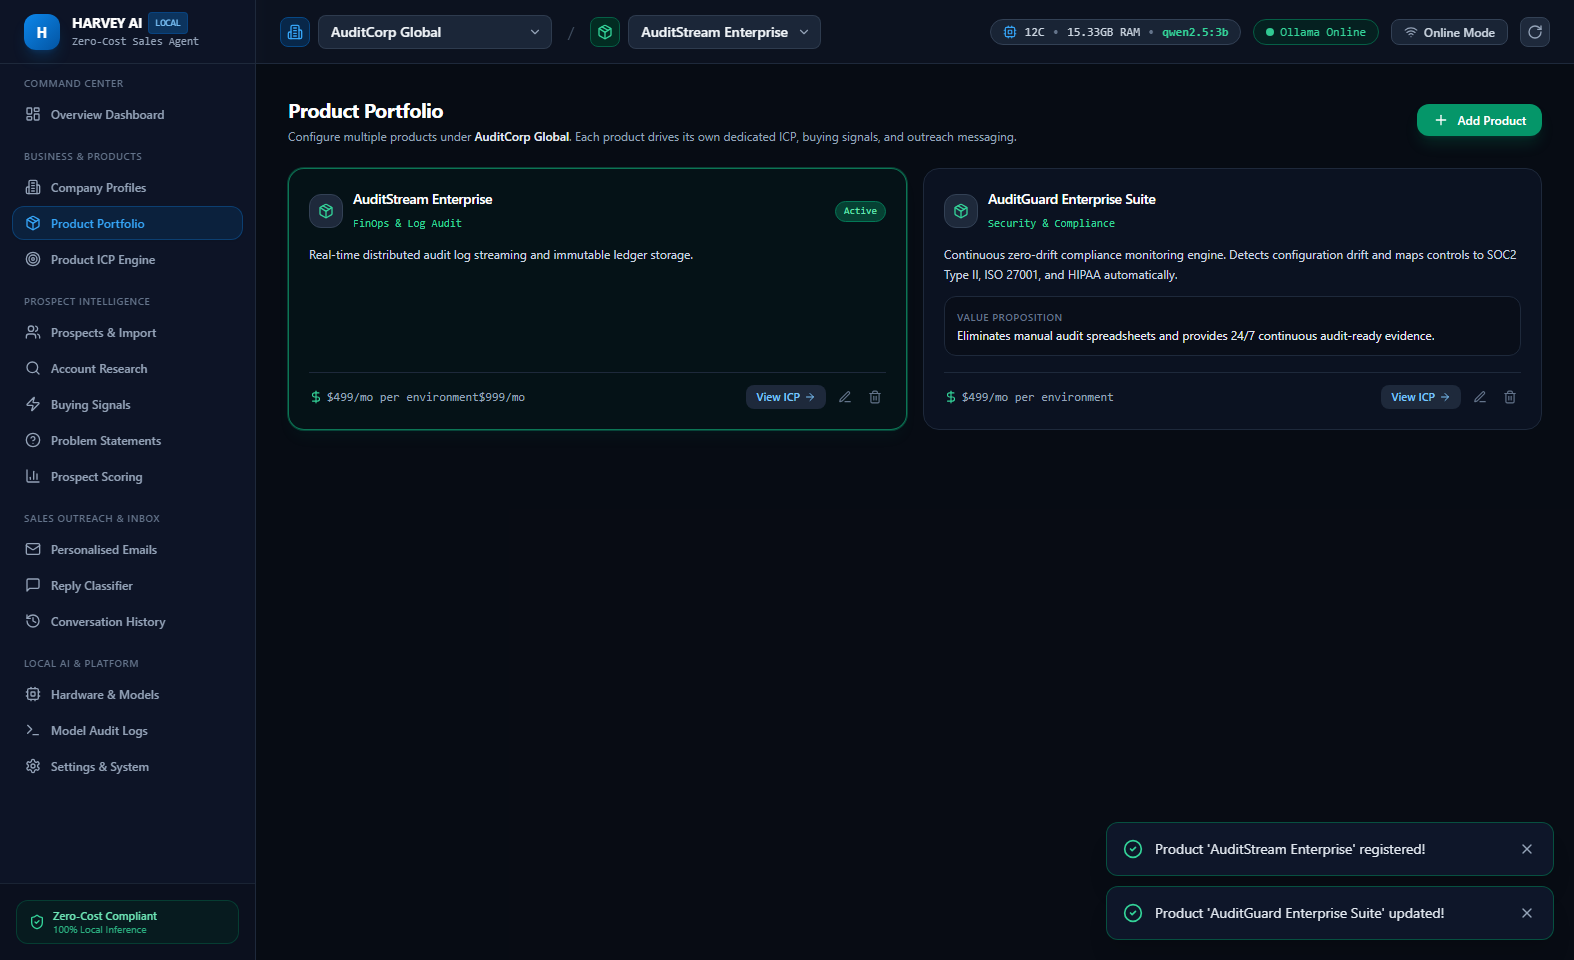 H
HARVEY AI
LOCAL
Zero-Cost Sales Agent
AuditCorp Global
/
AuditStream Enterprise
12C • 15.33GB RAM • qwen2.5:3b
Ollama Online
Online Mode
COMMAND CENTER
Overview Dashboard
BUSINESS & PRODUCTS
Company Profiles
Product Portfolio
Product ICP Engine
PROSPECT INTELLIGENCE
Prospects & Import
Account Research
Buying Signals
Problem Statements
Prospect Scoring
SALES OUTREACH & INBOX
Personalised Emails
Reply Classifier
Conversation History
LOCAL AI & PLATFORM
Hardware & Models
Model Audit Logs
Settings & System
Zero-Cost Compliant
100% Local Inference
Product Portfolio
Configure multiple products under AuditCorp Global. Each product drives its own dedicated ICP, buying signals, and outreach messaging.
+ Add Product
AuditStream Enterprise
FinOps & Log Audit
Active
Real-time distributed audit log streaming and immutable ledger storage.
$ $499/mo per environment$999/mo
View ICP →
AuditGuard Enterprise Suite
Security & Compliance
Continuous zero-drift compliance monitoring engine. Detects configuration drift and maps controls to SOC2
Type II, ISO 27001, and HIPAA automatically.
VALUE PROPOSITION
Eliminates manual audit spreadsheets and provides 24/7 continuous audit-ready evidence.
$ $499/mo per environment
View ICP →
Product 'AuditStream Enterprise' registered!
Product 'AuditGuard Enterprise Suite' updated!